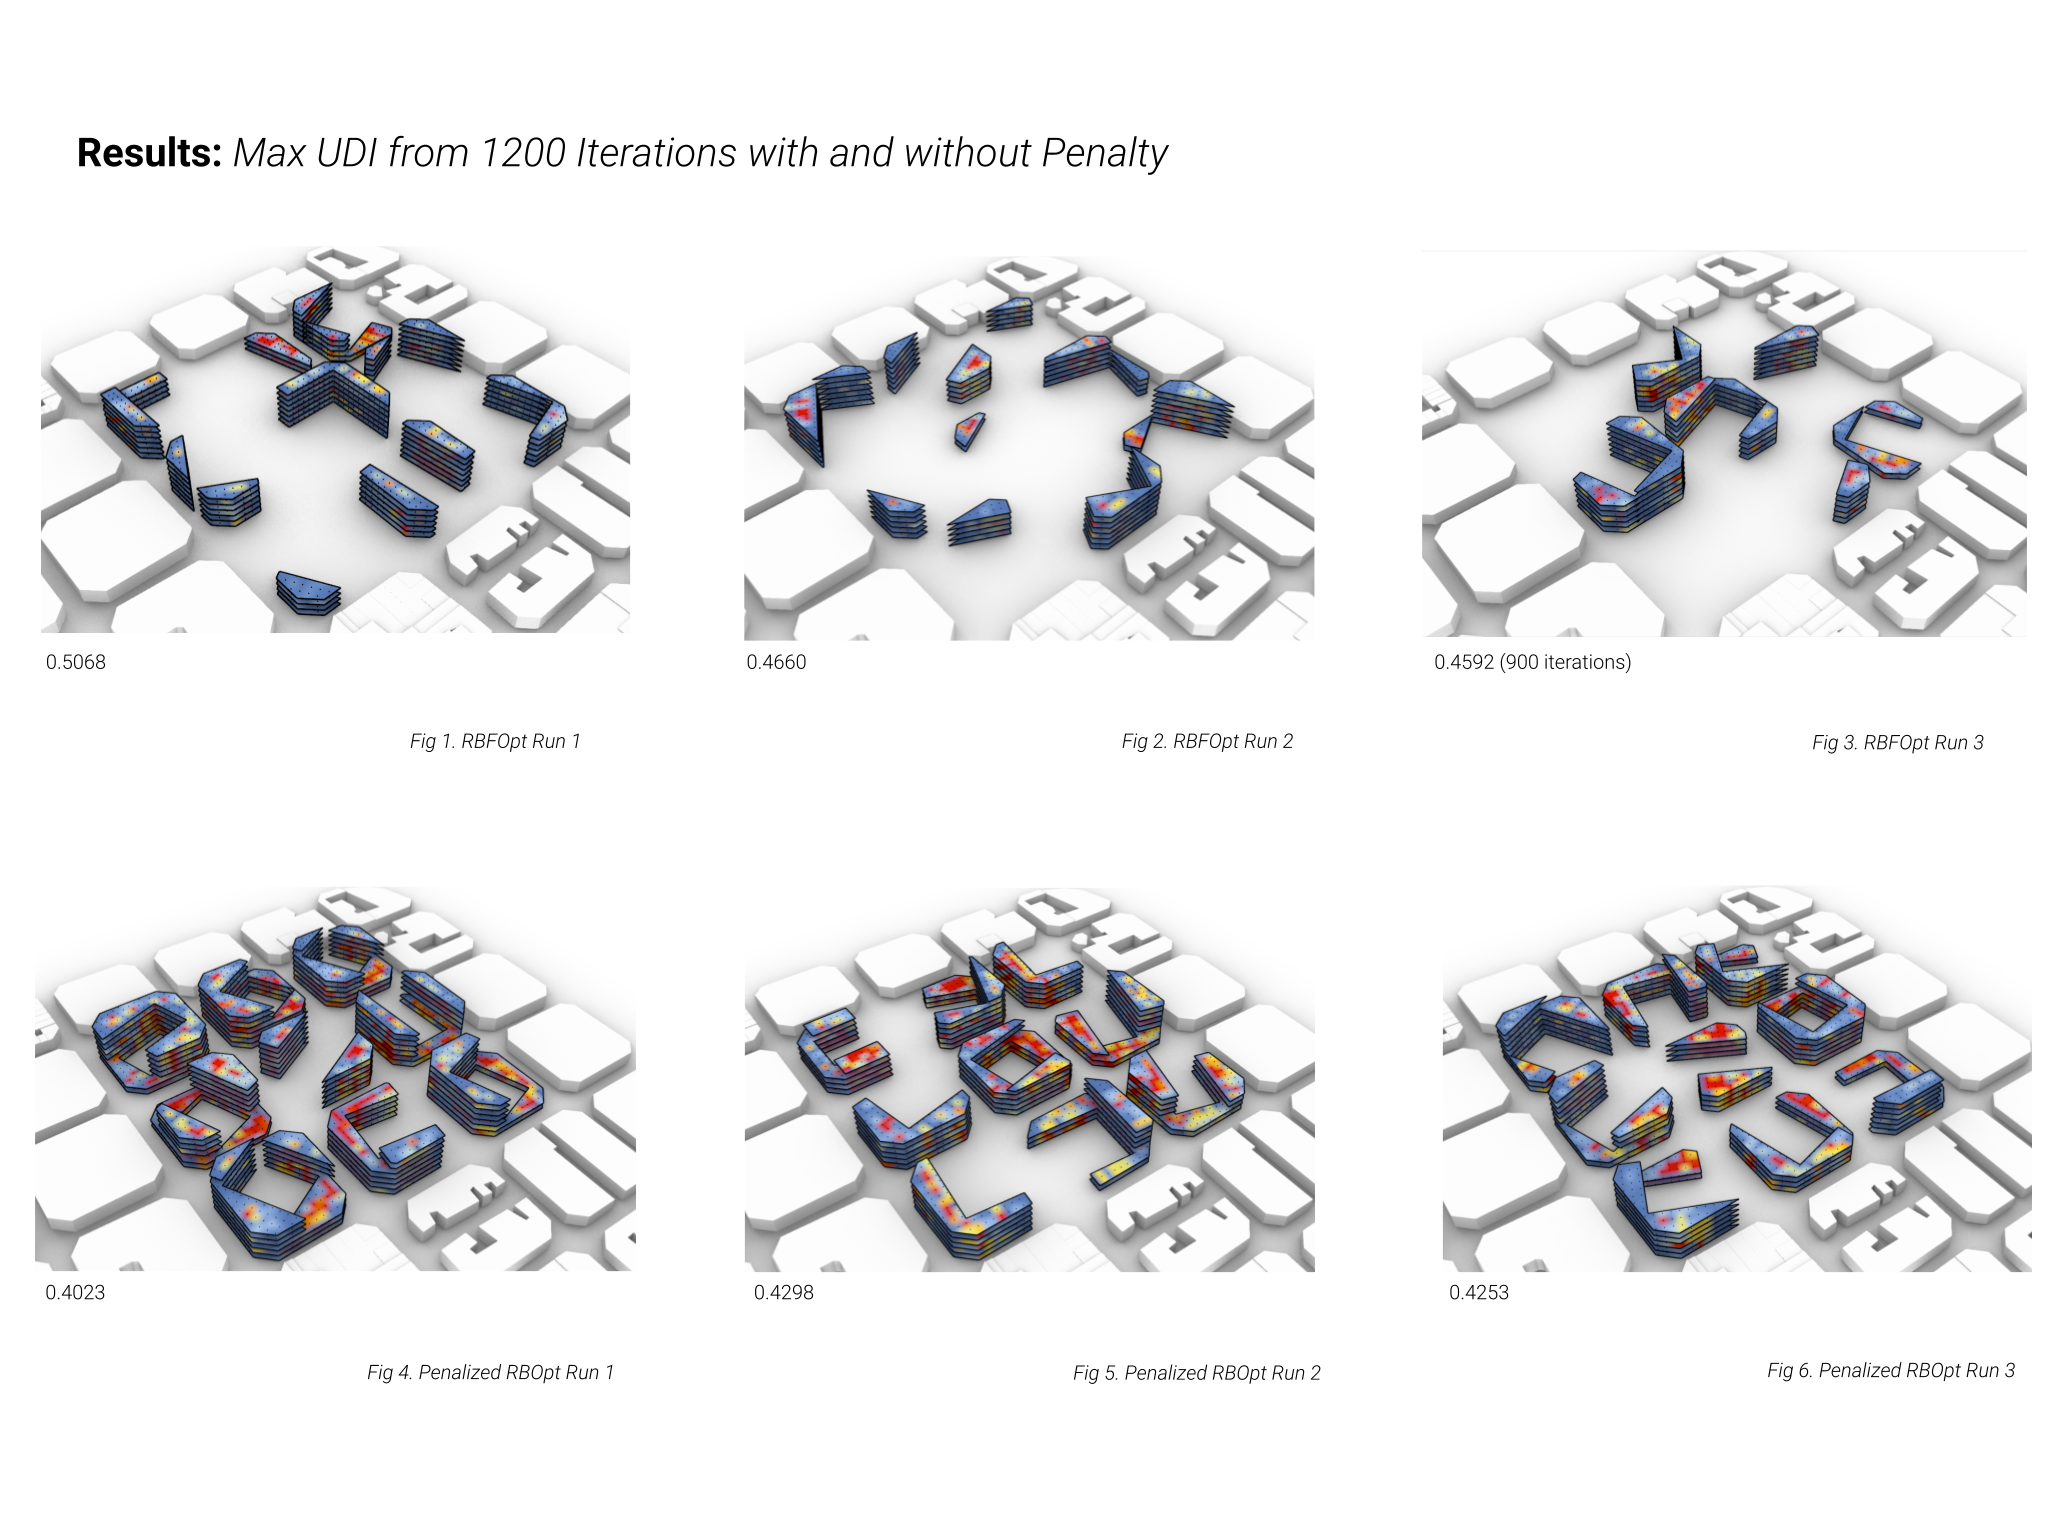 Results: Max UDI from 1200 Iterations with and without Penalty
0.5068
0.4660
0.4592 (900 iterations)
Fig 1. RBFOpt Run 1
Fig 2. RBFOpt Run 2
Fig 3. RBFOpt Run 3
0.4023
0.4298
0.4253
Fig 4. Penalized RBOpt Run 1
Fig 5. Penalized RBOpt Run 2
Fig 6. Penalized RBOpt Run 3